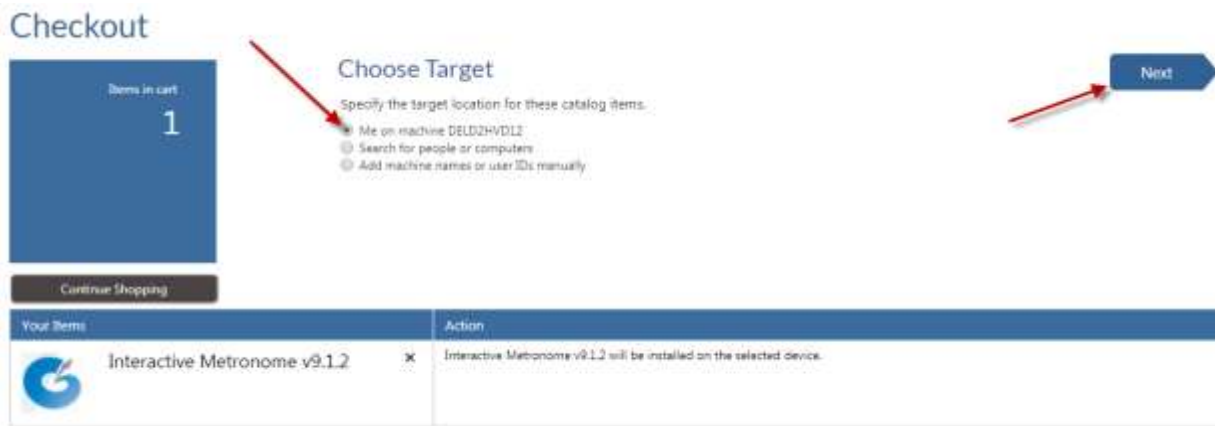 Checkout
Items in cart
1
Choose Target
Specify the target location for these catalog items.
Me on machine DELD2HVD12
Search for people or computers
Add machine names or user IDs manually
Next
Continue Shopping
Your Items
Action
Interactive Metronome v9.1.2
×
Interactive Metronome v9.1.2 will be installed on the selected device.